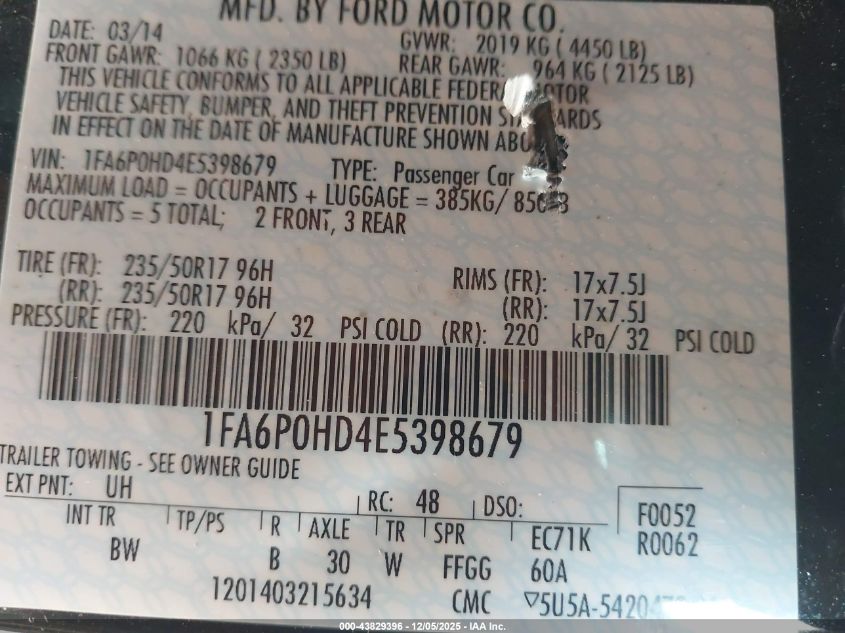 MFD. BY FORD MOTOR CO.
DATE: 03/14 GVWR: 2019 KG ( 4450 LB)
FRONT GAWR: 1066 KG ( 2350 LB) REAR GAWR: 964 KG ( 2125 LB)
THIS VEHICLE CONFORMS TO ALL APPLICABLE
VEHICLE SAFETY, BUMPER, AND THEFT PREVENTION
IN EFFECT ON THE DATE OF MANUFACTURE SHOWN
VIN: 1FA6P0HD4E5398679 TYPE: Passenger Car
MAXIMUM LOAD = OCCUPANTS + LUGGAGE = 385KG/
OCCUPANTS = 5 TOTAL; 2 FRONT, 3 REAR
TIRE (FR): 235/50R17 96H RIMS (FR): 17x7.5J
(RR): 235/50R17 96H (RR): 17x7.5J
PRESSURE (FR): 220 kPa/ 32 PSI COLD (RR): 220 kPa/ 32 PSI COLD
1FA6P0HD4E5398679
TRAILER TOWING - SEE OWNER GUIDE
EXT PNT: UH RC: 48 DSO: F0052
INT TR TP/PS R AXLE TR SPR EC71K R0062
BW B 30 W FFGG 60A
1201403215634 CMC
000-43829396 - 12/05/2025 - IAA Inc.